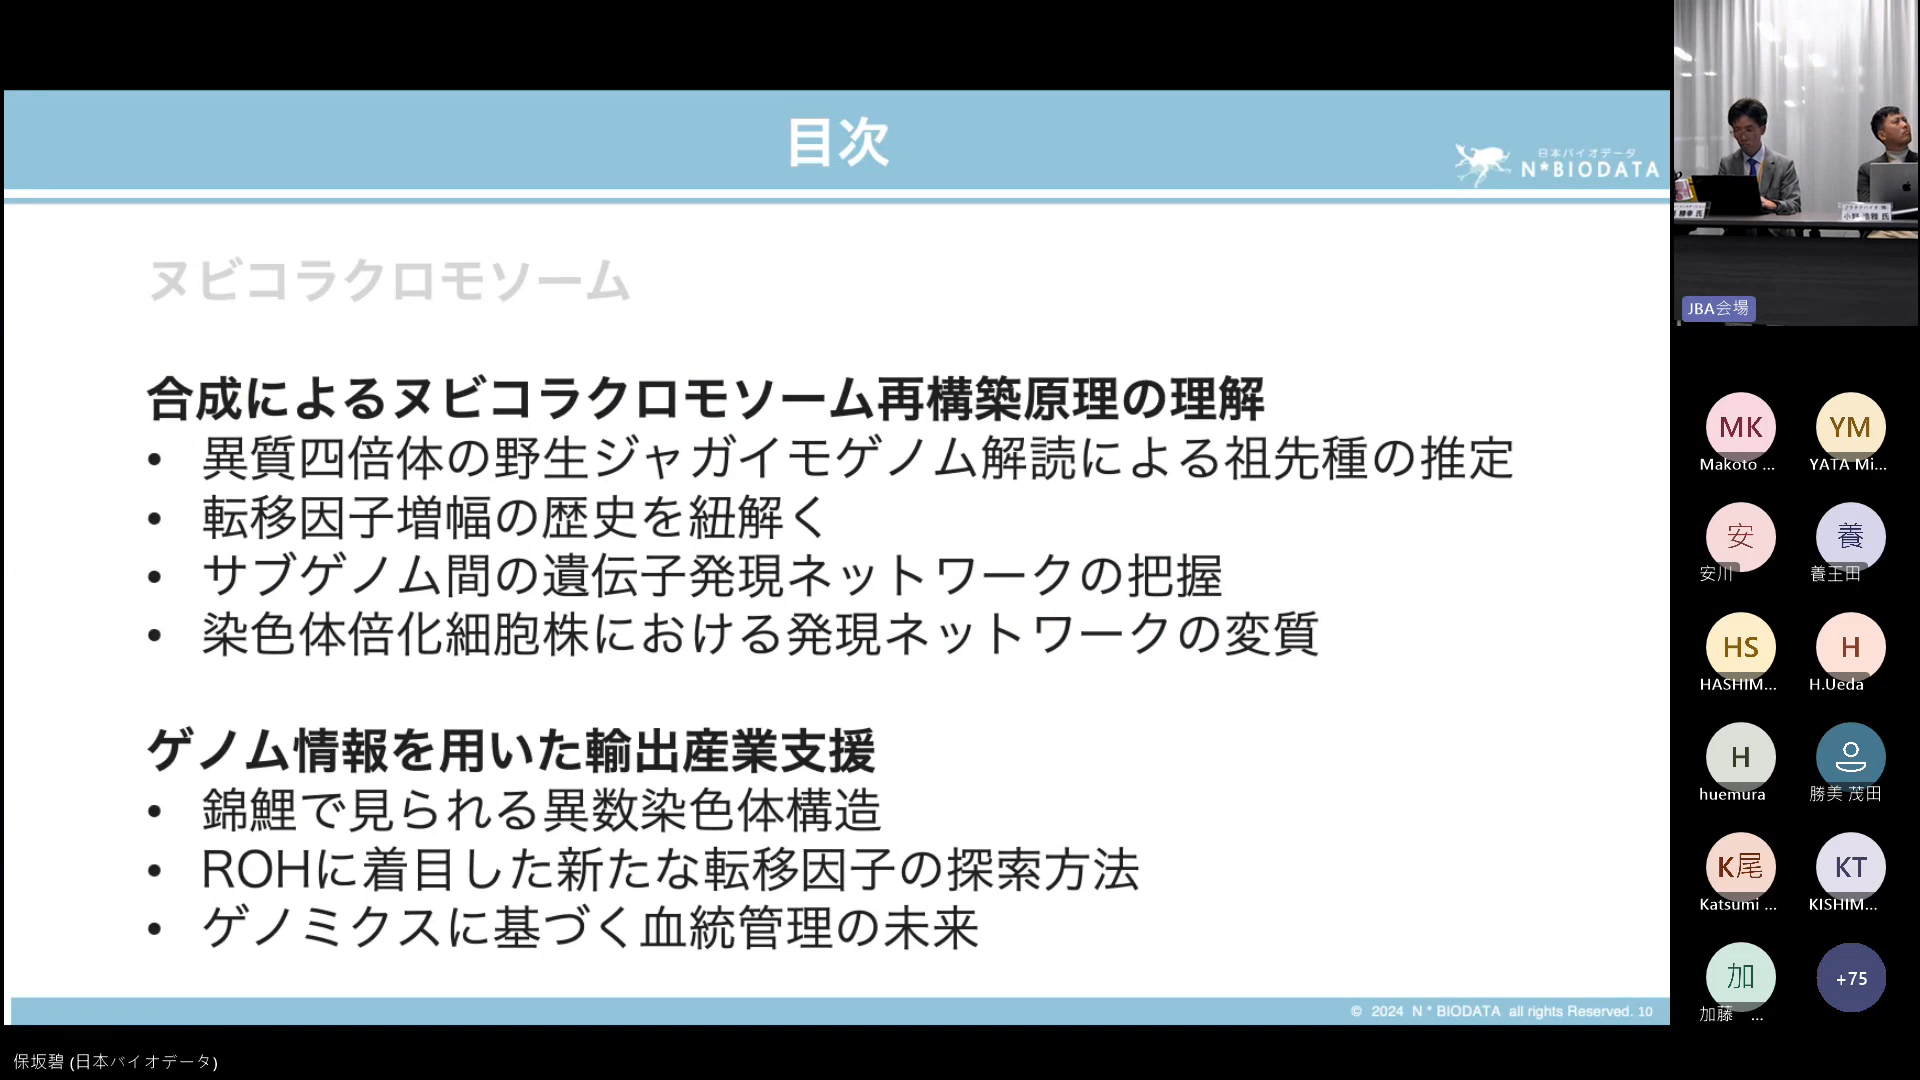 目次
日本バイオデータ
N*BIODATA
ヌビコラクロモソーム
合成によるヌビコラクロモソーム再構築原理の理解
• 異質四倍体の野生ジャガイモゲノム解読による祖先種の推定
• 転移因子増幅の歴史を紐解く
• サブゲノム間の遺伝子発現ネットワークの把握
• 染色体倍化細胞株における発現ネットワークの変質
ゲノム情報を用いた輸出産業支援
• 錦鯉で見られる異数染色体構造
• ROHに着目した新たな転移因子の探索方法
• ゲノミクスに基づく血統管理の未来
© 2024 N * BIODATA all rights Reserved. 10
保坂碧 (日本バイオデータ)
JBA会場
MK
Makoto ...
YM
YATA Mi...
安
安川
養
養王田
HS
HASHIM...
H
H.Ueda
H
huemura
勝美 茂田
K尾
Katsumi ...
KT
KISHIM...
加
加藤 ...
+75